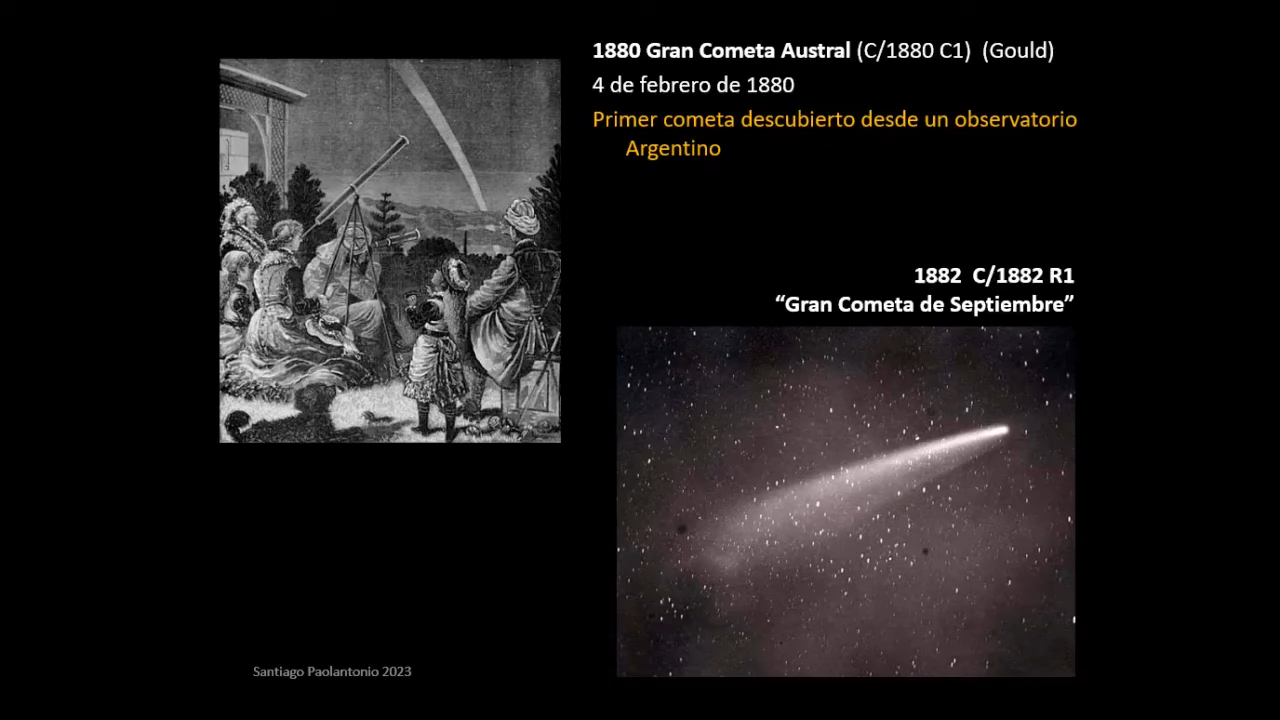 1880 Gran Cometa Austral (C/1880 C1) (Gould)
4 de febrero de 1880
Primer cometa descubierto desde un observatorio
Argentino
1882 C/1882 R1
“Gran Cometa de Septiembre”
Santiago Paolantonio 2023